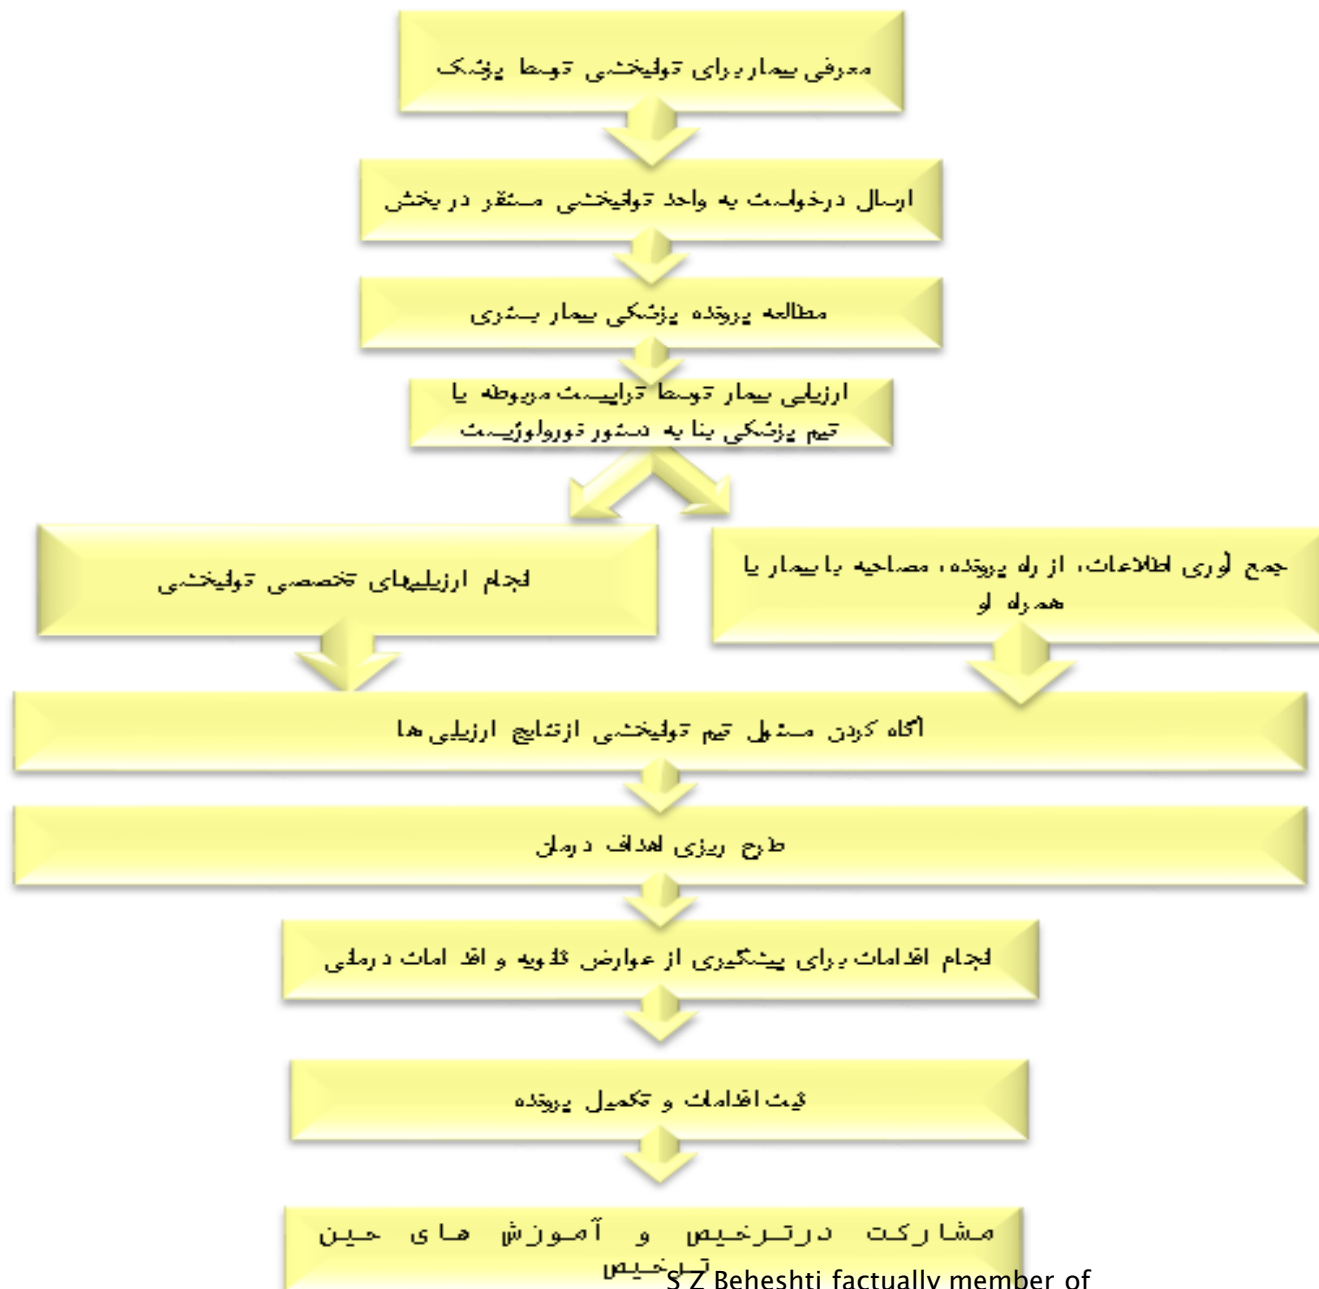 معرفی بیمار برای توانبخشی توسط پزشک
ارسال درخواست به واحد توانبخشی مستقر در بخش
مطالعه پرونده پزشکی بیمار بستری
ارزیابی بیمار توسط تراپیست مربوطه یا
تیم پزشکی بنا به دستور نورولوژیست
جمع آوری اطلاعات، از راه پرونده، مصاحبه با بیمار یا
همراه او
انجام ارزیابیهای تخصصی توانبخشی
آگاه کردن مسئول تیم توانبخشی از نتایج ارزیابی ها
طرح ریزی اهداف درمان
انجام اقدامات برای پیشگیری از عوارض ثانویه و اقدامات درمانی
ثبت اقدامات و تکمیل پرونده
مشارکت درترخیص و آموزش های حین
ترخیص
S Z Beheshti factually member of